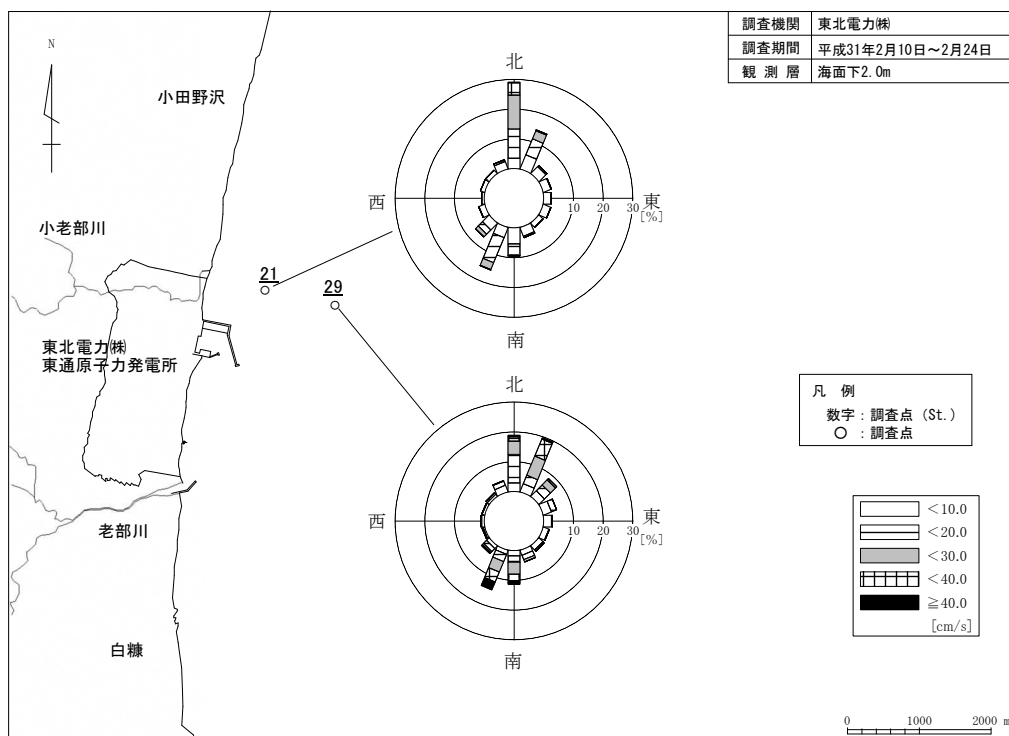 調査機関 東北電力㈱
調査期間 平成31年2月10日～2月24日
観測層 海面下2.0m
N
小田野沢
小老部川
東北電力㈱
東通原子力発電所
老部川
白糠
21
29
北
西
東
南
10 20 30
[%]
北
西
東
南
10 20 30
[%]
凡 例
数字：調査点（St.）
○ ：調査点
＜10.0
＜20.0
＜30.0
＜40.0
≧40.0
[cm/s]
0 1000 2000 m